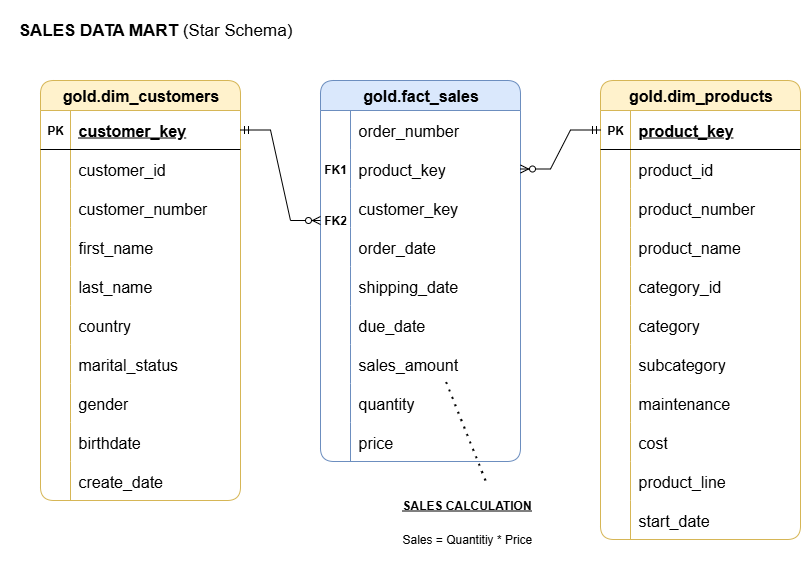 SALES DATA MART (Star Schema)
gold.dim_customers
PK customer_key
customer_id
customer_number
first_name
last_name
country
marital_status
gender
birthdate
create_date
gold.fact_sales
order_number
FK1 product_key
FK2 customer_key
order_date
shipping_date
due_date
sales_amount
quantity
price
SALES CALCULATION
Sales = Quantitiy * Price
gold.dim_products
PK product_key
product_id
product_number
product_name
category_id
category
subcategory
maintenance
cost
product_line
start_date